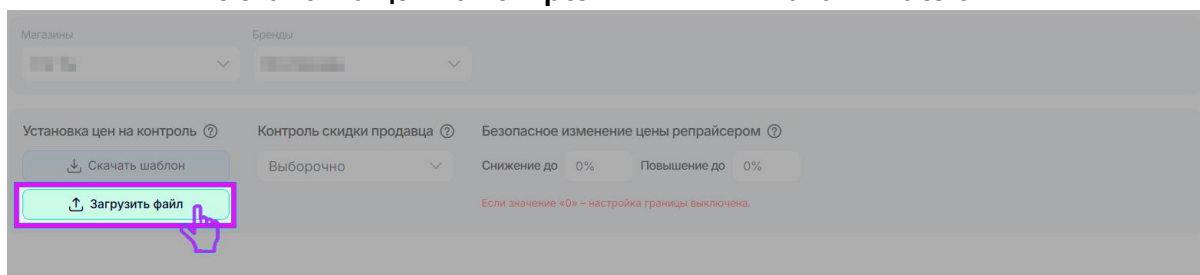 Магазины
Бренды
Установка цен на контроль
Контроль скидки продавца
Безопасное изменение цены репрайсером
Скачать шаблон
Выборочно
Снижение до 0%
Повышение до 0%
Загрузить файл
Если значение «0» – настройка границы выключена.